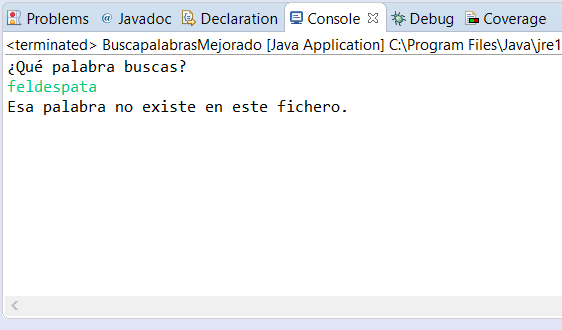 Problems @ Javadoc Declaration Console Debug Coverage
<terminated> BuscapalabrasMejorado [Java Application] C:\Program Files\Java\jre1
¿Qué palabra buscas?
feldespata
Esa palabra no existe en este fichero.